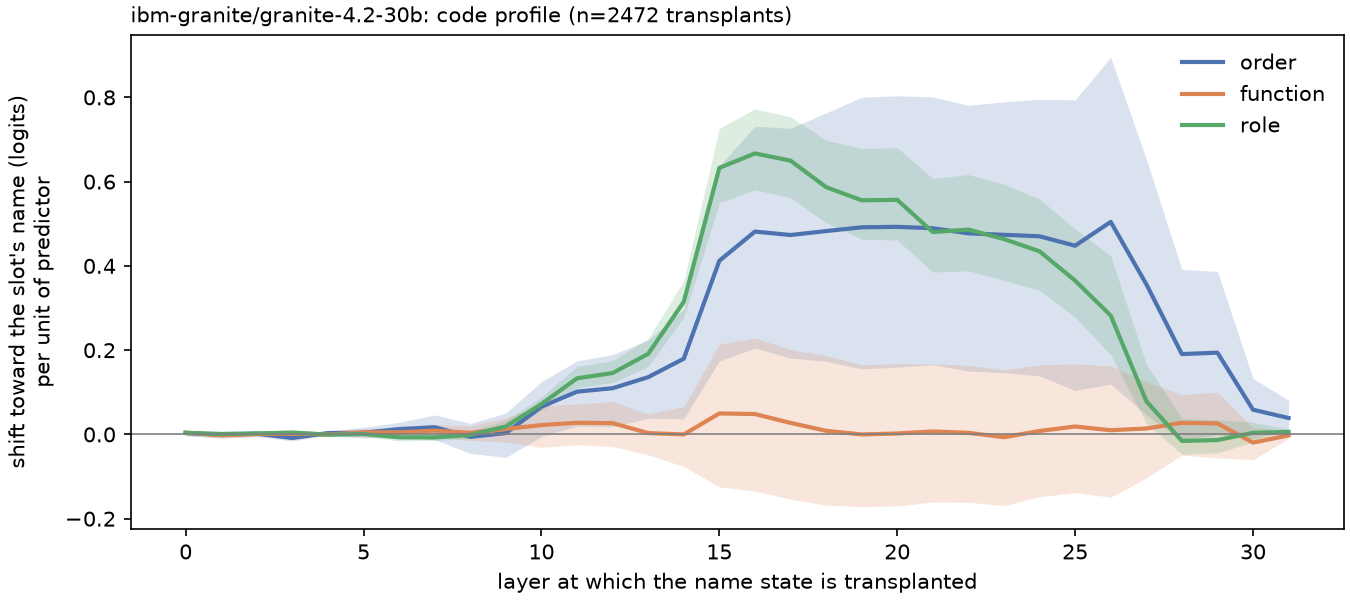 ibm-granite/granite-4.2-30b: code profile (n=2472 transplants)
shift toward the slot's name (logits)
per unit of predictor
0.8
0.6
0.4
0.2
0.0
−0.2
order
function
role
0
5
10
15
20
25
30
layer at which the name state is transplanted